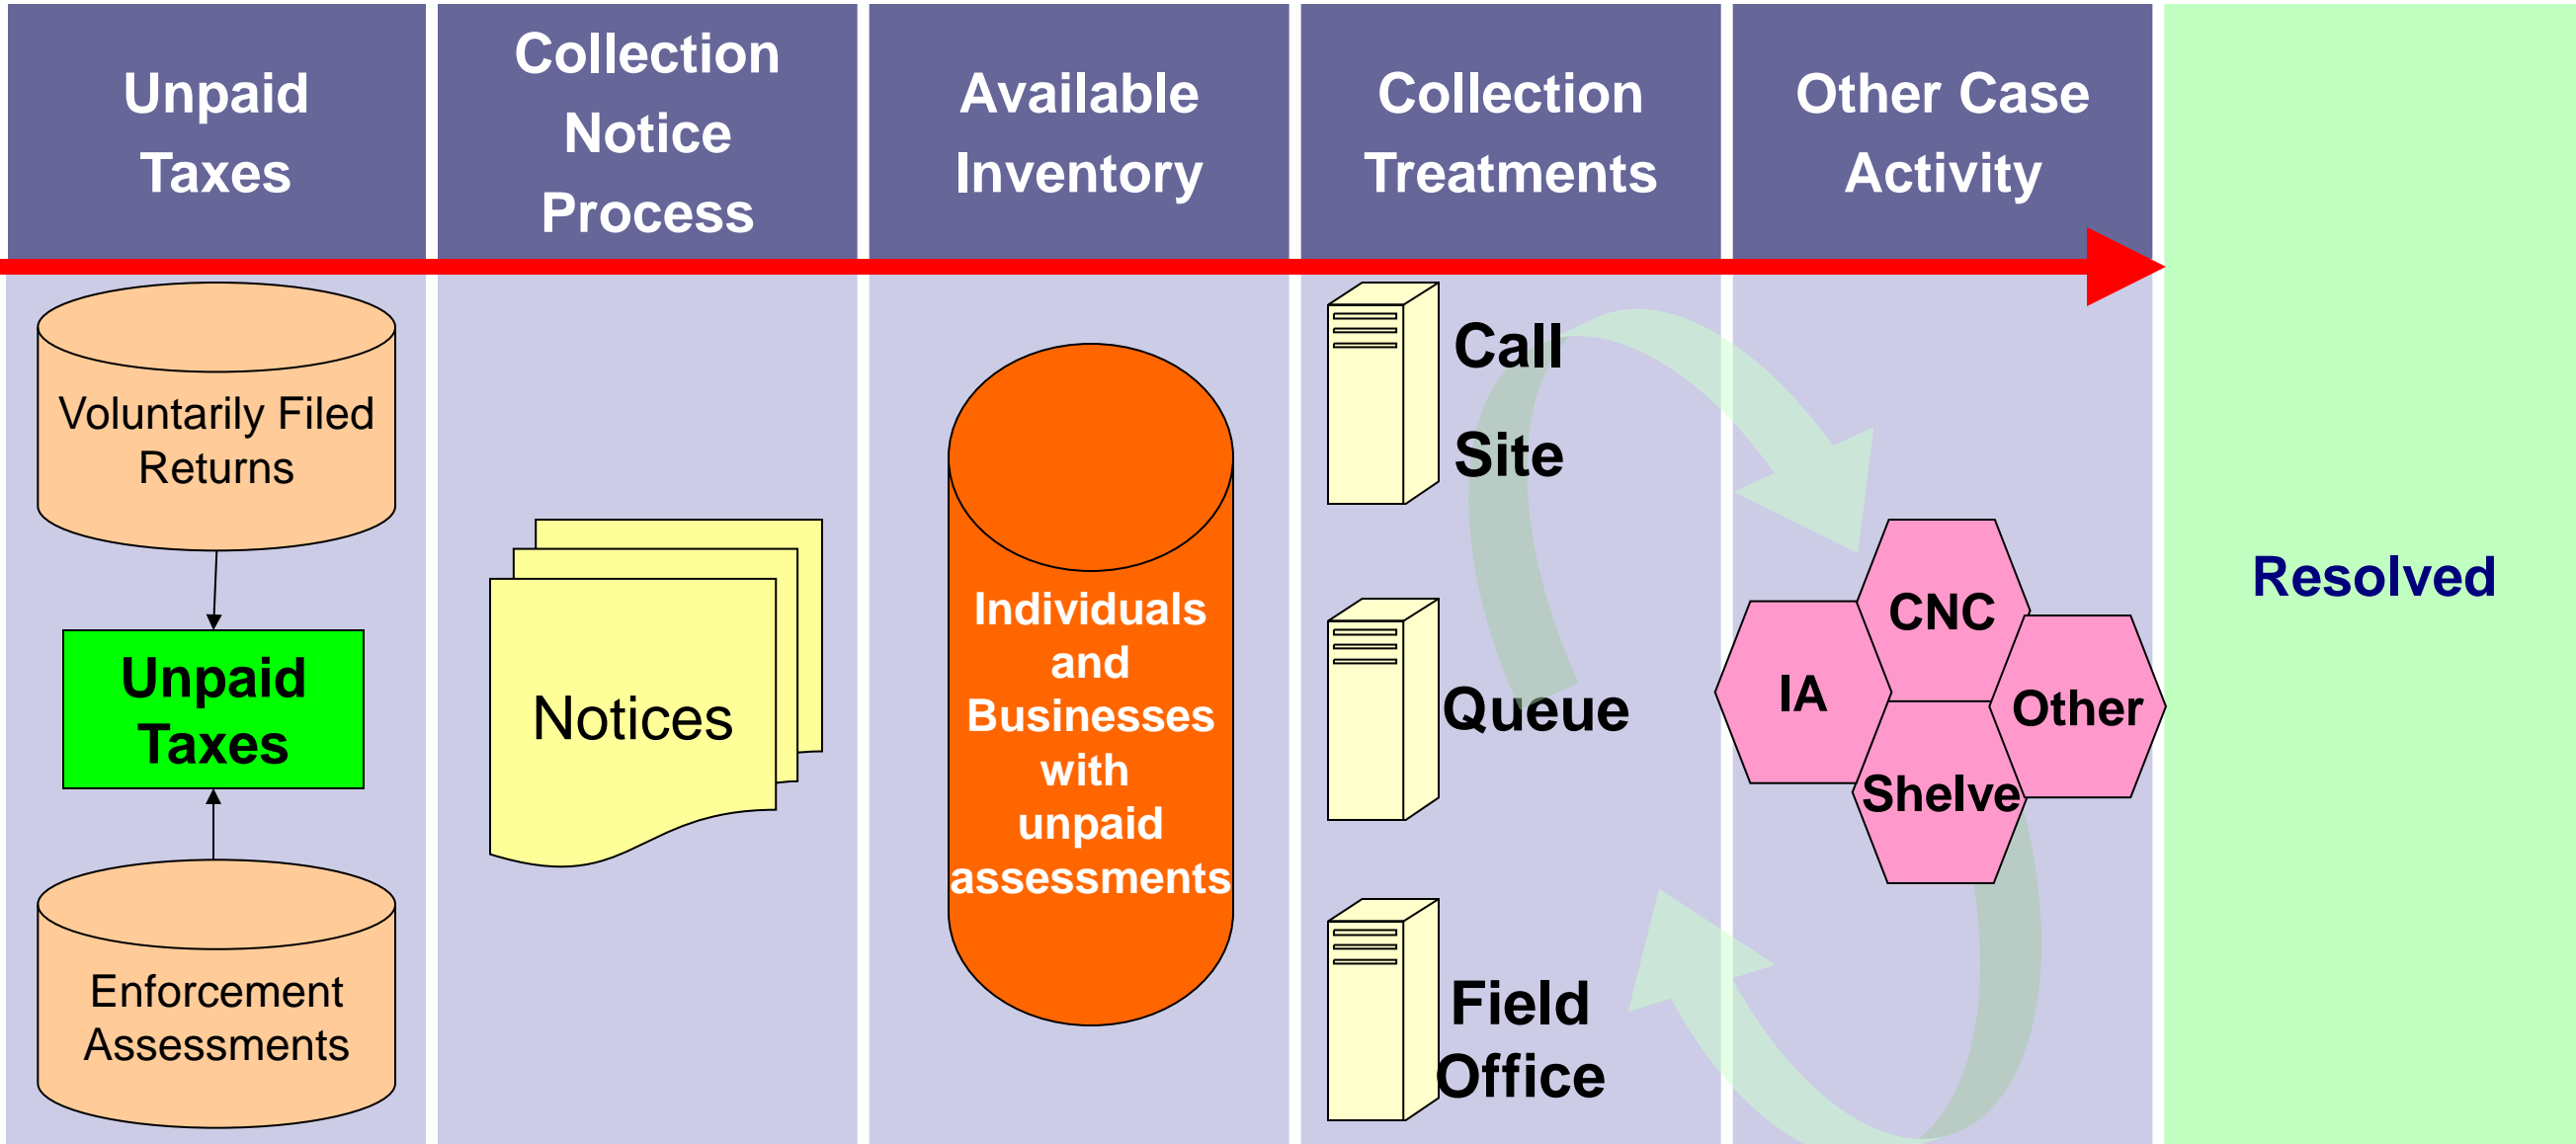 Unpaid
Taxes
Collection
Notice
Process
Available
Inventory
Collection
Treatments
Other Case
Activity
Voluntarily Filed
Returns
Unpaid
Taxes
Enforcement
Assessments
Notices
Individuals
and
Businesses
with
unpaid
assessments
Call
Site
Queue
Field
Office
CNC
IA
Other
Shelve
Resolved